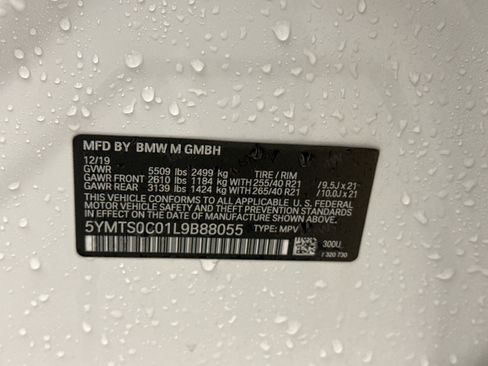 MFD BY BMW M GMBH
12/19
GVWR 5509 lbs 2499 kg TIRE / RIM
GAWR FRONT 2610 lbs 1184 kg WITH 255/40 R21 / 9.5J x 21
GAWR REAR 3139 lbs 1424 kg WITH 265/40 R21 / 10.0J x 21
THIS VEHICLE CONFORMS TO ALL APPLICABLE U.S. FEDERAL
MOTOR VEHICLE SAFETY AND THEFT PREVENTION STANDARDS
IN EFFECT ON THE DATE OF MANUFACTURE SHOWN ABOVE.
5YMTS0C01L9B88055 TYPE: MPV
300U
/ 320 730